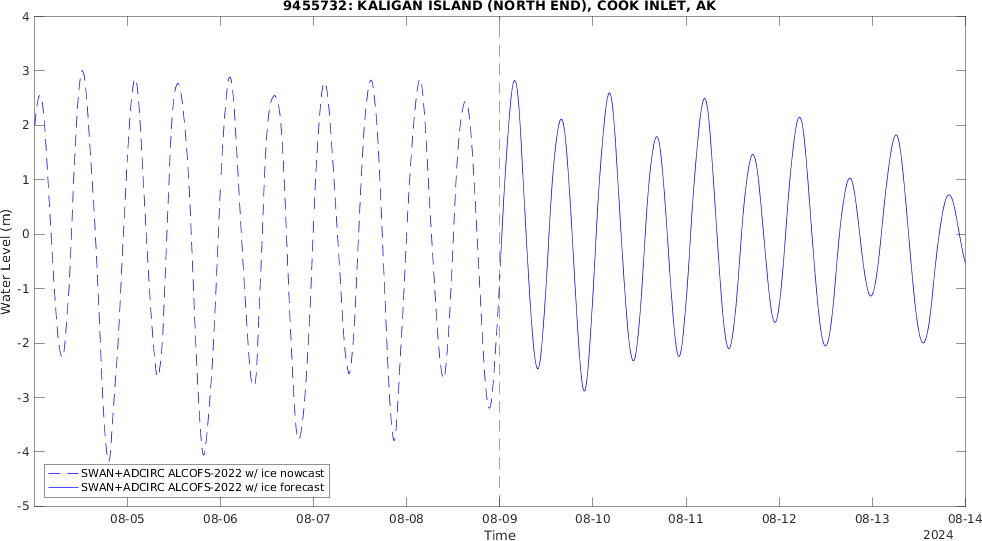 9455732: KALIGAN ISLAND (NORTH END), COOK INLET, AK
4
3
2
1
0
-1
-2
-3
-4
-5
Water Level (m)
SWAN+ADCIRC ALCOFS-2022 w/ ice nowcast
SWAN+ADCIRC ALCOFS-2022 w/ ice forecast
08-05 08-06 08-07 08-08 08-09 08-10 08-11 08-12 08-13 08-14
Time
2024